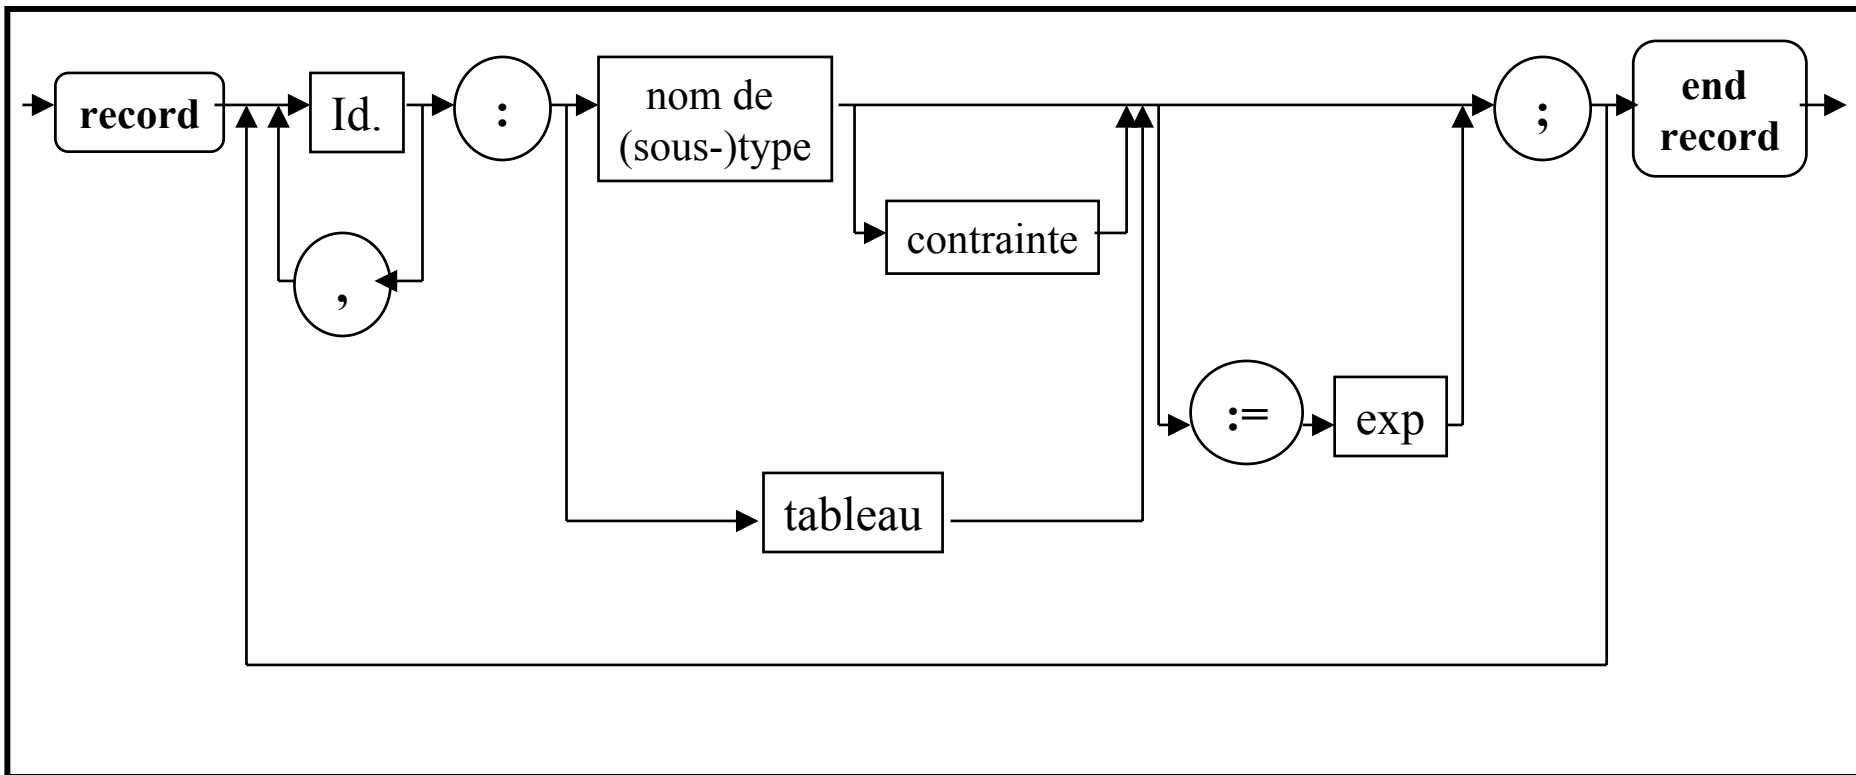 record
Id.
:
nom de
(sous-)type
;
end
record
contrainte
,
:=
exp
tableau